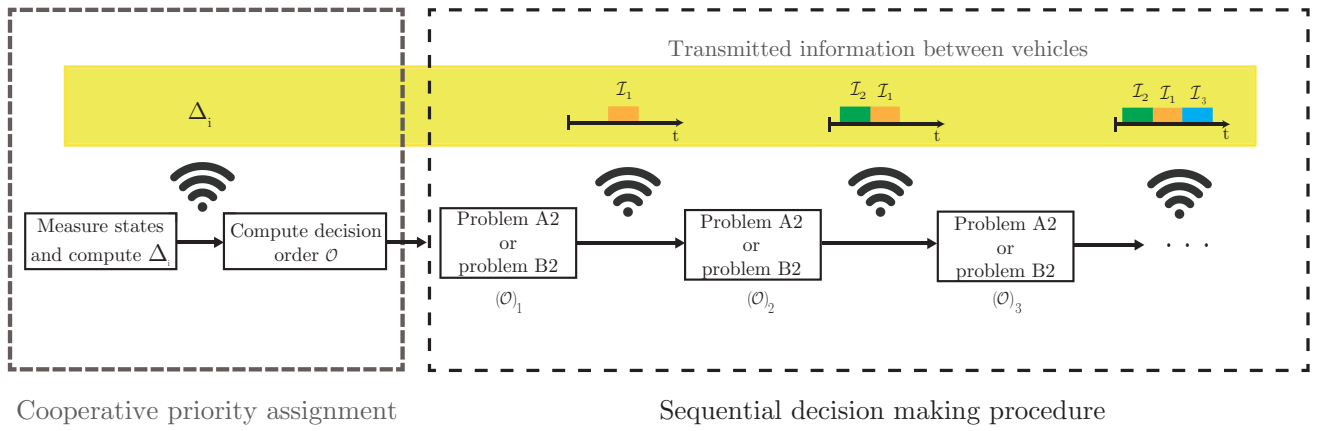 Transmitted information between vehicles
Δᵢ
ℐ₁
t
ℐ₂ ℐ₁
t
ℐ₂ ℐ₁ ℐ₃
t
Measure states
and compute Δᵢ
Compute decision
order 𝒪
Problem A2
or
problem B2
(𝒪)₁
Problem A2
or
problem B2
(𝒪)₂
Problem A2
or
problem B2
(𝒪)₃
· · ·
Cooperative priority assignment
Sequential decision making procedure